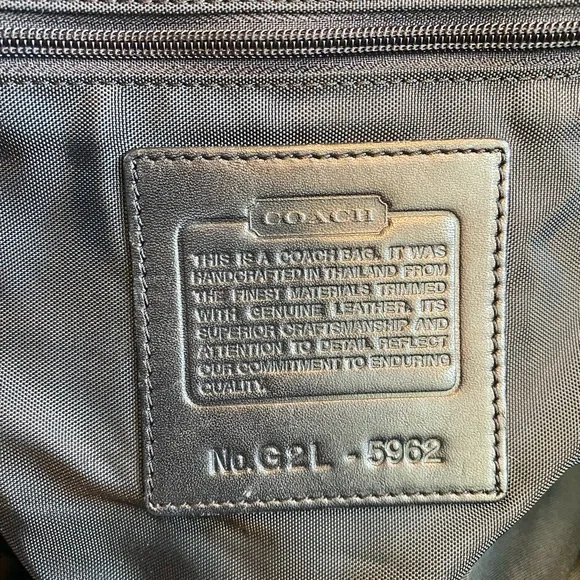 COACH
THIS IS A COACH BAG. IT WAS
HANDCRAFTED IN THAILAND FROM
THE FINEST MATERIALS TRIMMED
WITH GENUINE LEATHER. ITS
SUPERIOR CRAFTSMANSHIP AND
ATTENTION TO DETAIL REFLECT
OUR COMMITMENT TO ENDURING
QUALITY.
No. G2L - 5962